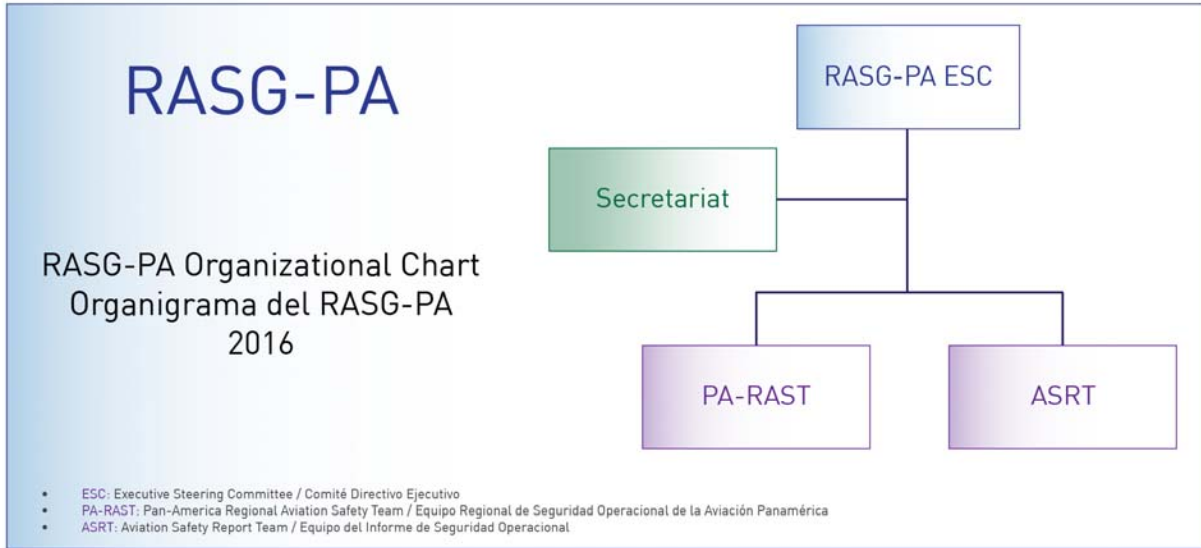 RASG-PA
RASG-PA Organizational Chart
Organigrama del RASG-PA
2016
RASG-PA ESC
Secretariat
PA-RAST
ASRT
• ESC: Executive Steering Committee / Comité Directivo Ejecutivo
• PA-RAST: Pan-America Regional Aviation Safety Team / Equipo Regional de Seguridad Operacional de la Aviación Panamérica
• ASRT: Aviation Safety Report Team / Equipo del Informe de Seguridad Operacional